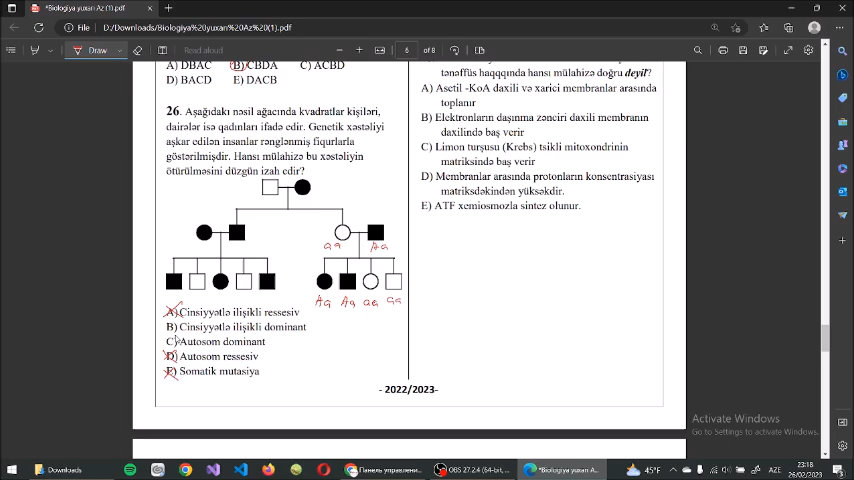 *Biologiya yuxarı Az (1).pdf
File
D:/Downloads/Biologiya%20yuxarı%20Az%20(1).pdf
Draw
Read aloud
6
of 8
A) DBAC B) CBDA C) ACBD
D) BACD E) DACB
26. Aşağıdakı nəsil ağacında kvadratlar kişiləri,
dairələr isə qadınları ifadə edir. Genetik xəstəliyi
aşkar edilən insanlar rənglənmiş fiqurlarla
göstərilmişdir. Hansı mülahizə bu xəstəliyin
ötürülməsini düzgün izah edir?
aa Aa
Aa Aa aa aa
A) Cinsiyyətlə ilişikli ressesiv
B) Cinsiyyətlə ilişikli dominant
C) Autosom dominant
D) Autosom ressesiv
E) Somatik mutasiya
tənəffüs haqqında hansı mülahizə doğru deyil?
A) Asetil -KoA daxili və xarici membranlar arasında
toplanır
B) Elektronların daşınma zənciri daxili membranın
daxilində baş verir
C) Limon turşusu (Krebs) tsikli mitoxondrinin
matriksində baş verir
D) Membranlar arasında protonların konsentrasiyası
matriksdəkindən yüksəkdir.
E) ATF xemiosmozla sintez olunur.
- 2022/2023-
Activate Windows
Go to Settings to activate Windows.
Downloads
Панель управлени...
OBS 27.2.4 (64-bit, ...
*Biologiya yuxarı A...
45°F
AZE
23:18
26/02/2023